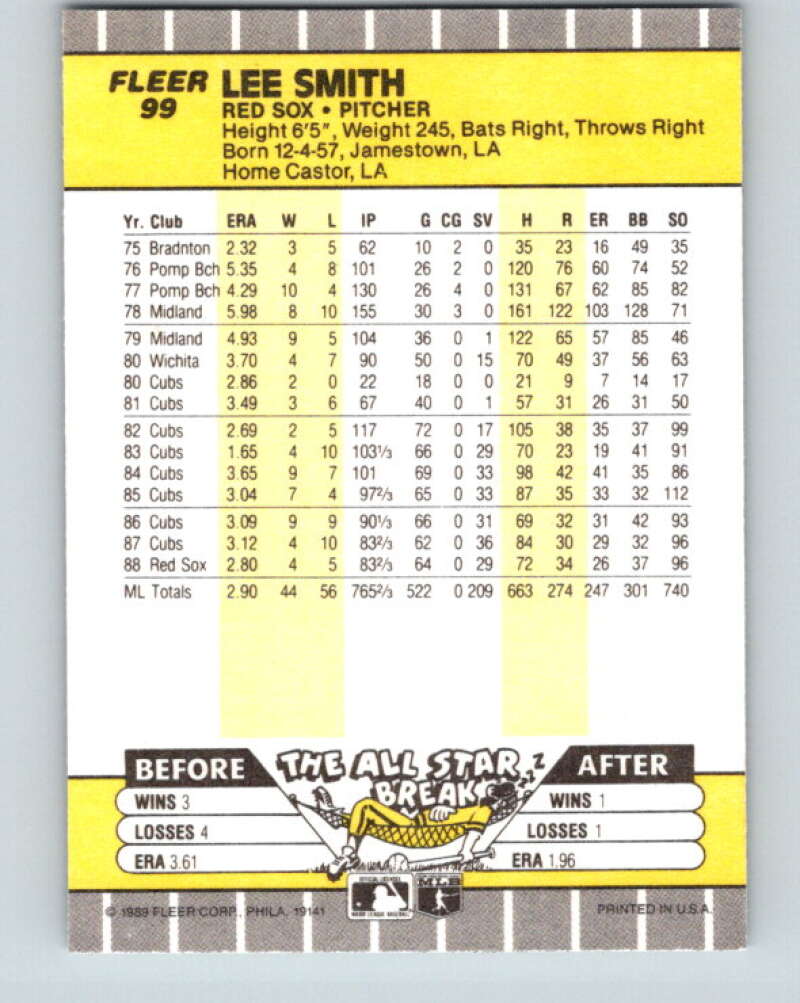 FLEER LEE SMITH
99 RED SOX • PITCHER
Height 6'5", Weight 245, Bats Right, Throws Right
Born 12-4-57, Jamestown, LA
Home Castor, LA
Yr. Club ERA W L IP G CG SV H R ER BB SO
75 Bradnton 2.32 3 5 62 10 2 0 35 23 16 49 35
76 Pomp Bch 5.35 4 8 101 26 2 0 120 76 60 74 52
77 Pomp Bch 4.29 10 4 130 26 4 0 131 67 62 85 82
78 Midland 5.98 8 10 155 30 3 0 161 122 103 128 71
79 Midland 4.93 9 5 104 36 0 1 122 65 57 85 46
80 Wichita 3.70 4 7 90 50 0 15 70 49 37 56 63
80 Cubs 2.86 2 0 22 18 0 0 21 9 7 14 17
81 Cubs 3.49 3 6 67 40 0 1 57 31 26 31 50
82 Cubs 2.69 2 5 117 72 0 17 105 38 35 37 99
83 Cubs 1.65 4 10 103⅓ 66 0 29 70 23 19 41 91
84 Cubs 3.65 9 7 101 69 0 33 98 42 41 35 86
85 Cubs 3.04 7 4 97⅔ 65 0 33 87 35 33 32 112
86 Cubs 3.09 9 9 90⅓ 66 0 31 69 32 31 42 93
87 Cubs 3.12 4 10 83⅔ 62 0 36 84 30 29 32 96
88 Red Sox 2.80 4 5 83⅔ 64 0 29 72 34 26 37 96
ML Totals 2.90 44 56 765⅔ 522 0 209 663 274 247 301 740
BEFORE THE ALL STAR BREAK ZZZZ AFTER
WINS 3 WINS 1
LOSSES 4 LOSSES 1
ERA 3.61 ERA 1.96
OFFICIAL LICENSEE
MAJOR LEAGUE BASEBALL
MLB
© 1989 FLEER CORP., PHILA. 19141 PRINTED IN U.S.A.